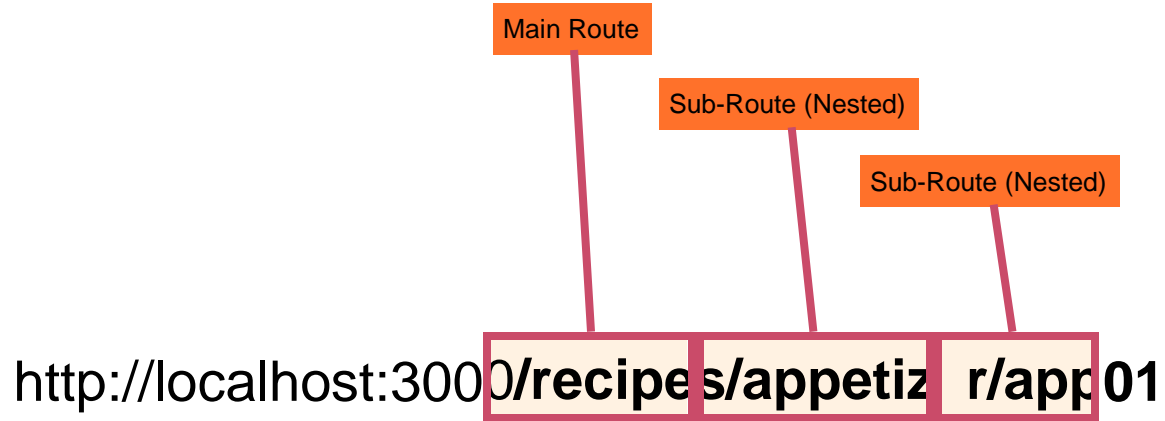 Main Route
Sub-Route (Nested)
Sub-Route (Nested)
http://localhost:3000/recipes/appetizer/app01